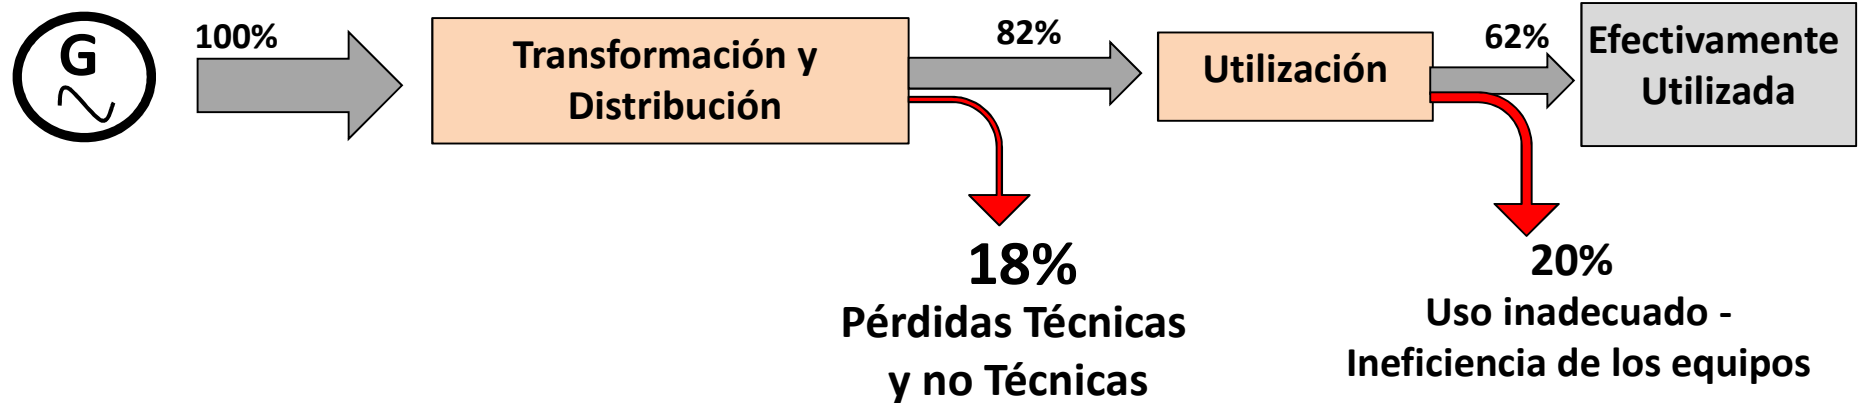 G
100%
Transformación y
Distribución
82%
Utilización
62%
Efectivamente
Utilizada
18%
Pérdidas Técnicas
y no Técnicas
20%
Uso inadecuado -
Ineficiencia de los equipos